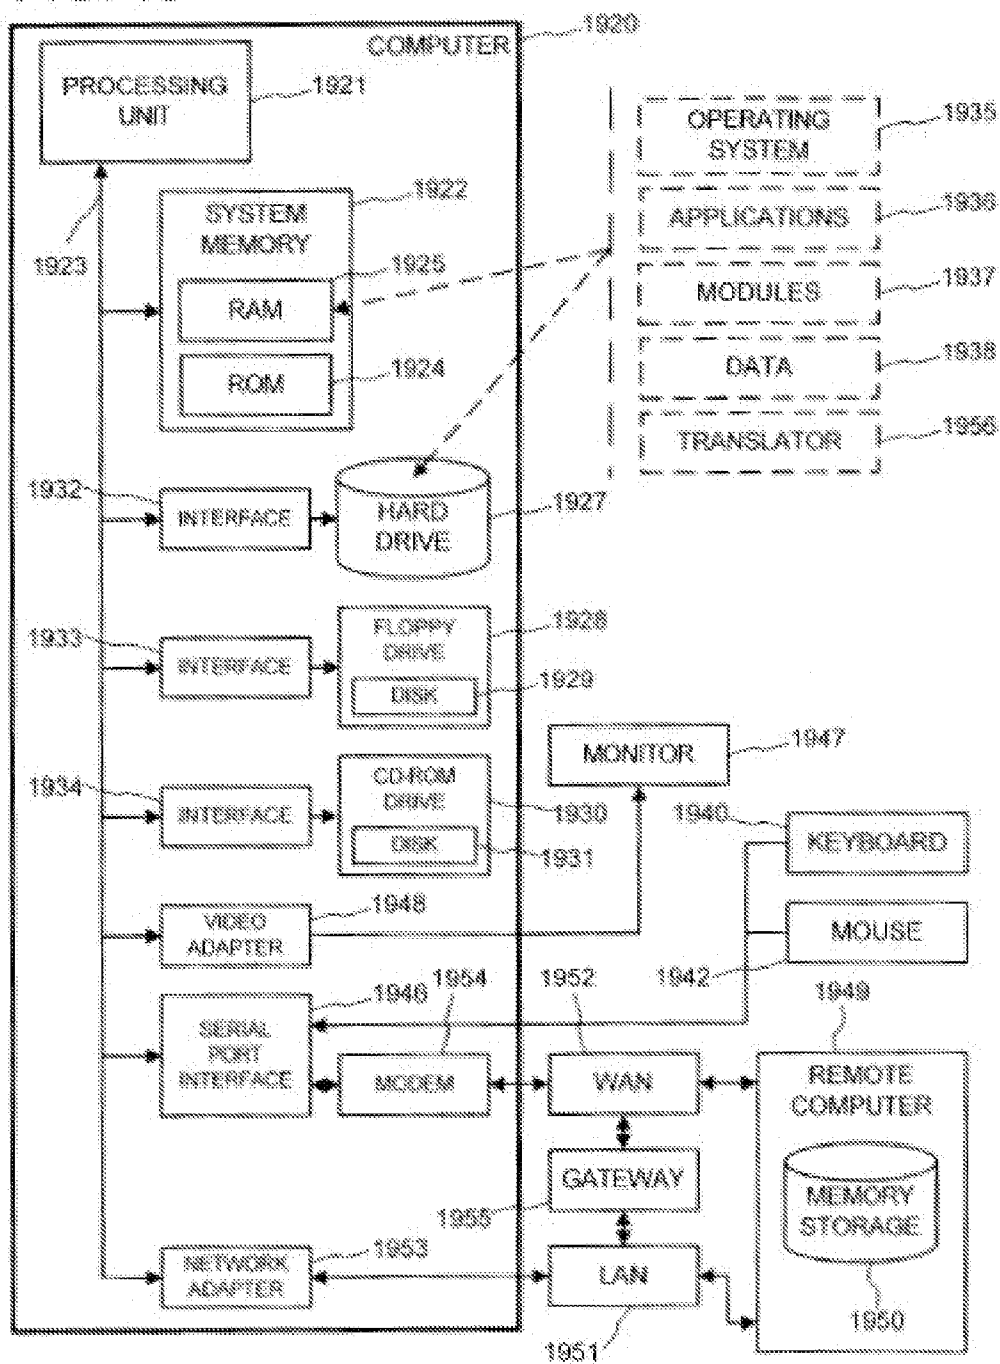 1920
COMPUTER
PROCESSING
UNIT
1921
1923
1922
SYSTEM
MEMORY
1925
RAM
1924
ROM
OPERATING
SYSTEM
1935
APPLICATIONS
1936
MODULES
1937
DATA
1938
TRANSLATOR
1956
1932
INTERFACE
HARD
DRIVE
1927
1933
INTERFACE
FLOPPY
DRIVE
1928
DISK
1929
1934
INTERFACE
CD-ROM
DRIVE
1930
DISK
1931
MONITOR
1947
1940
KEYBOARD
MOUSE
1942
1948
VIDEO
ADAPTER
1946
SERIAL
PORT
INTERFACE
1954
MODEM
1952
WAN
1949
REMOTE
COMPUTER
MEMORY
STORAGE
1950
GATEWAY
1955
1953
NETWORK
ADAPTER
LAN
1951